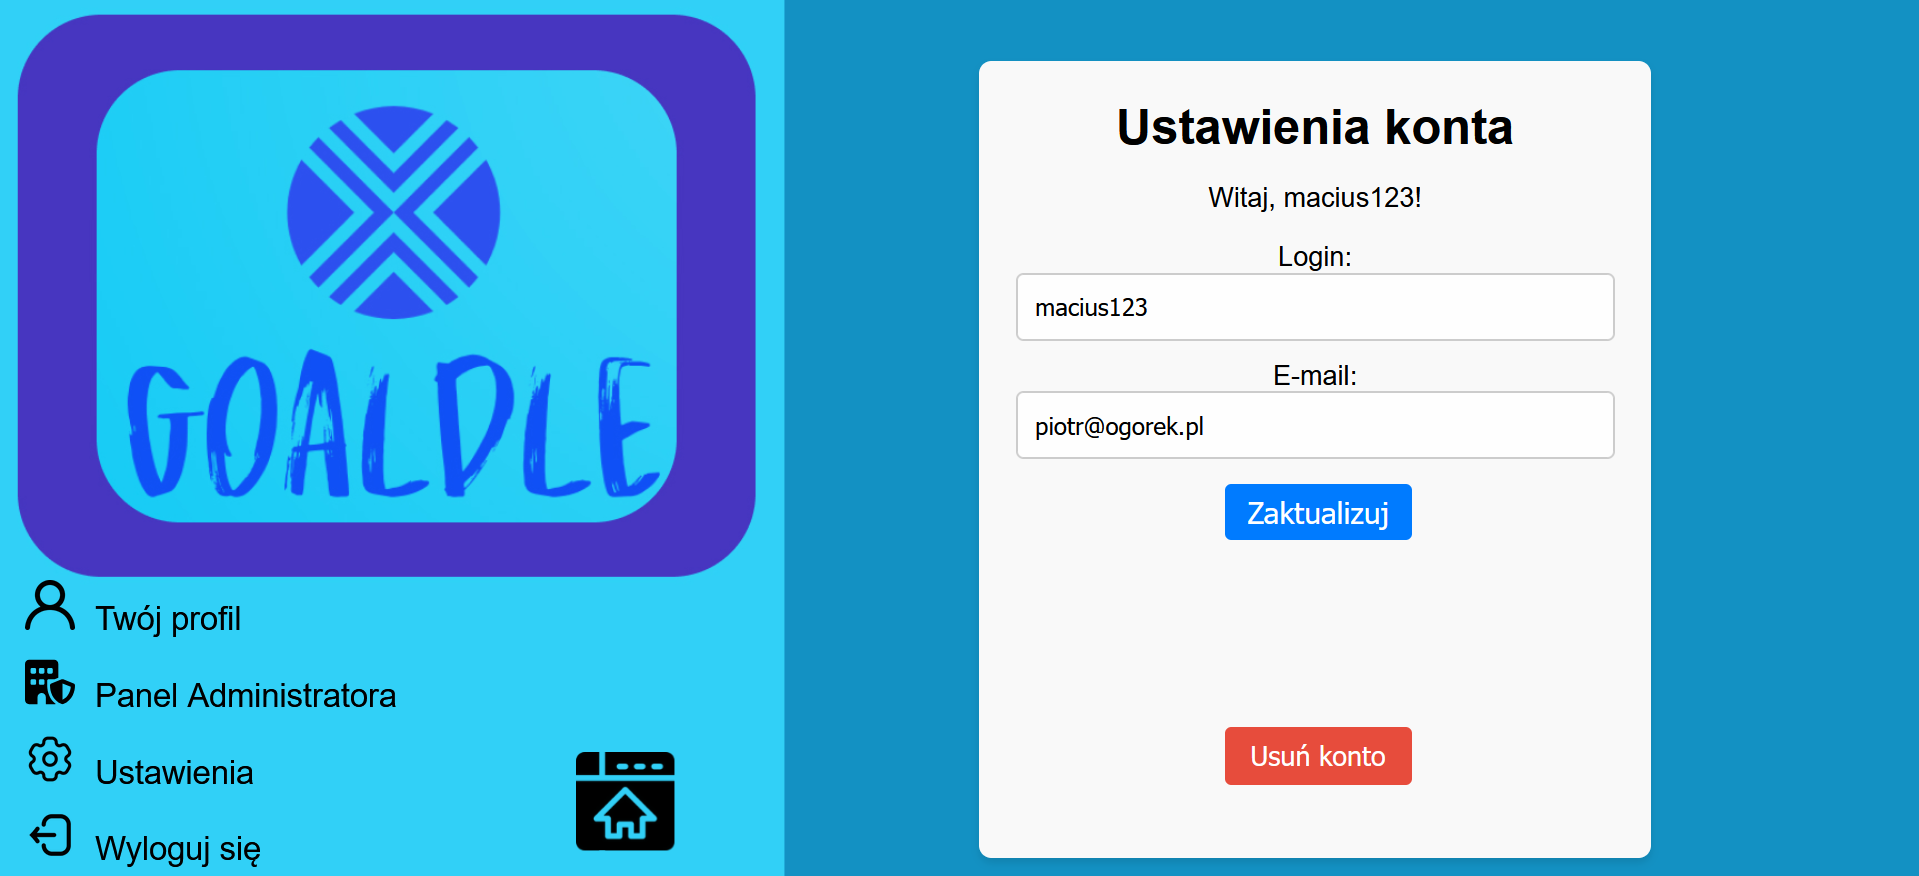 GOALDLE
Twój profil
Panel Administratora
Ustawienia
Wyloguj się
Ustawienia konta
Witaj, macius123!
Login:
macius123
E-mail:
piotr@ogorek.pl
Zaktualizuj
Usuń konto